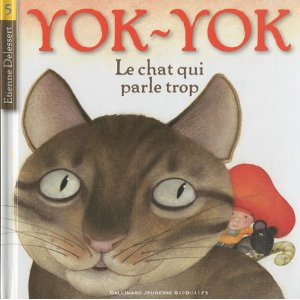 YOK-YOK
Le chat qui
parle trop
5
Etienne Delessert
GALLIMARD JEUNESSE GIBOULÉES